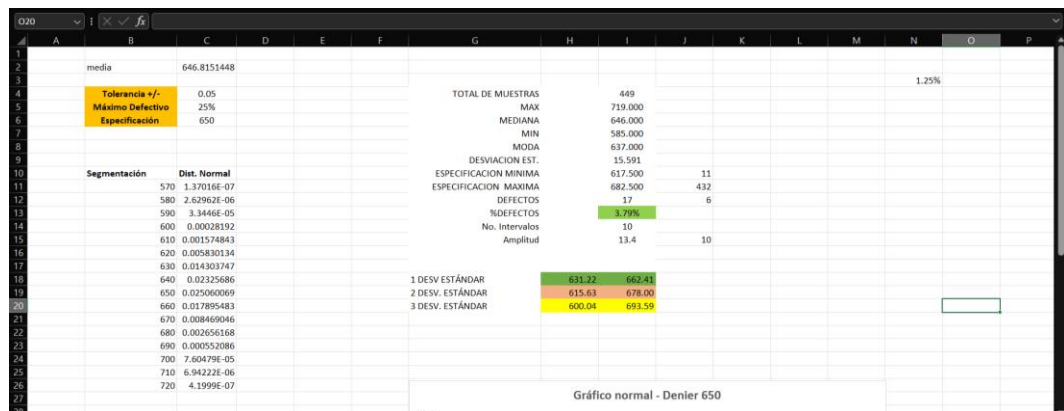 O20
fx
A B C D E F G H I J K L M N O P
1
2 media 646.8151448
3 1.25%
4 Tolerancia +/- 0.05 TOTAL DE MUESTRAS 449
5 Máximo Defectivo 25% MAX 719.000
6 Especificación 650 MEDIANA 646.000
7 MIN 585.000
8 MODA 637.000
9 DESVIACION EST. 15.591
10 Segmentación Dist. Normal ESPECIFICACION MINIMA 617.500 11
11 570 1.37016E-07 ESPECIFICACION MAXIMA 682.500 432
12 580 2.62962E-06 DEFECTOS 17 6
13 590 3.3446E-05 %DEFECTOS 3.79%
14 600 0.00028192 No. Intervalos 10
15 610 0.001574843 Amplitud 13.4 10
16 620 0.005830134
17 630 0.014303747
18 640 0.02325686 1 DESV ESTÁNDAR 631.22 662.41
19 650 0.025060069 2 DESV. ESTÁNDAR 615.63 678.00
20 660 0.017895483 3 DESV. ESTÁNDAR 600.04 693.59
21 670 0.008469046
22 680 0.002656168
23 690 0.000552086
24 700 7.60479E-05
25 710 6.94222E-06
26 720 4.1999E-07
27 Gráfico normal - Denier 650